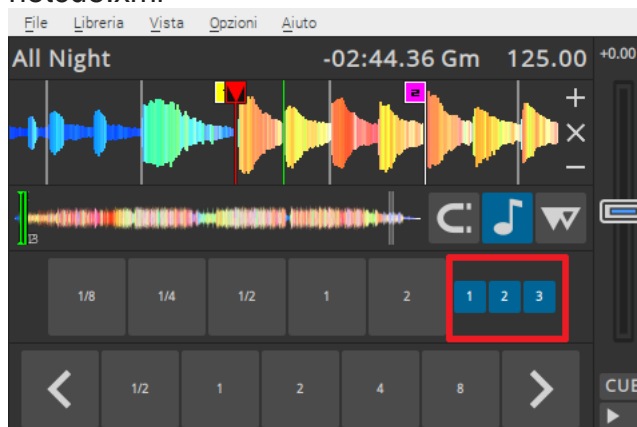 File Libreria Vista Opzioni Aiuto
All Night -02:44.36 Gm 125.00 +0.00
2
1/8 1/4 1/2 1 2 1 2 3
1/2 1 2 4 8
CUE